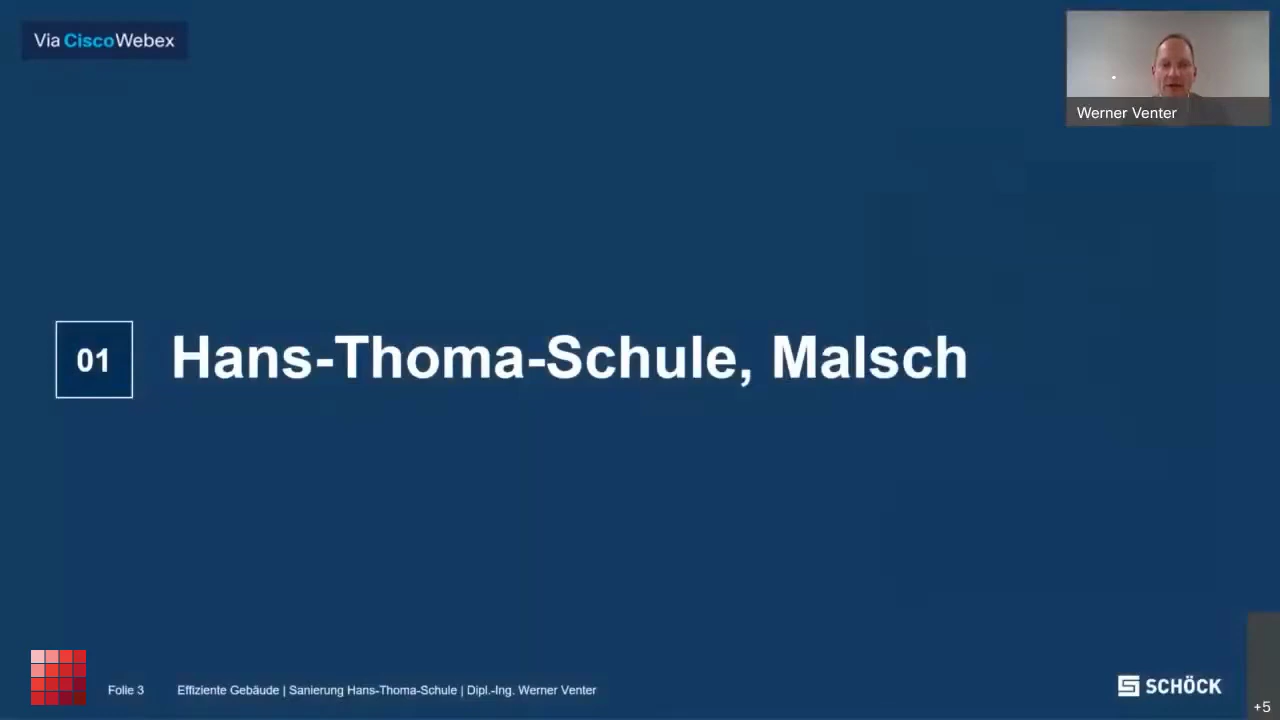 Via CiscoWebex
Werner Venter
01
Hans-Thoma-Schule, Malsch
Folie 3
Effiziente Gebäude | Sanierung Hans-Thoma-Schule | Dipl.-Ing. Werner Venter
SCHÖCK
+5